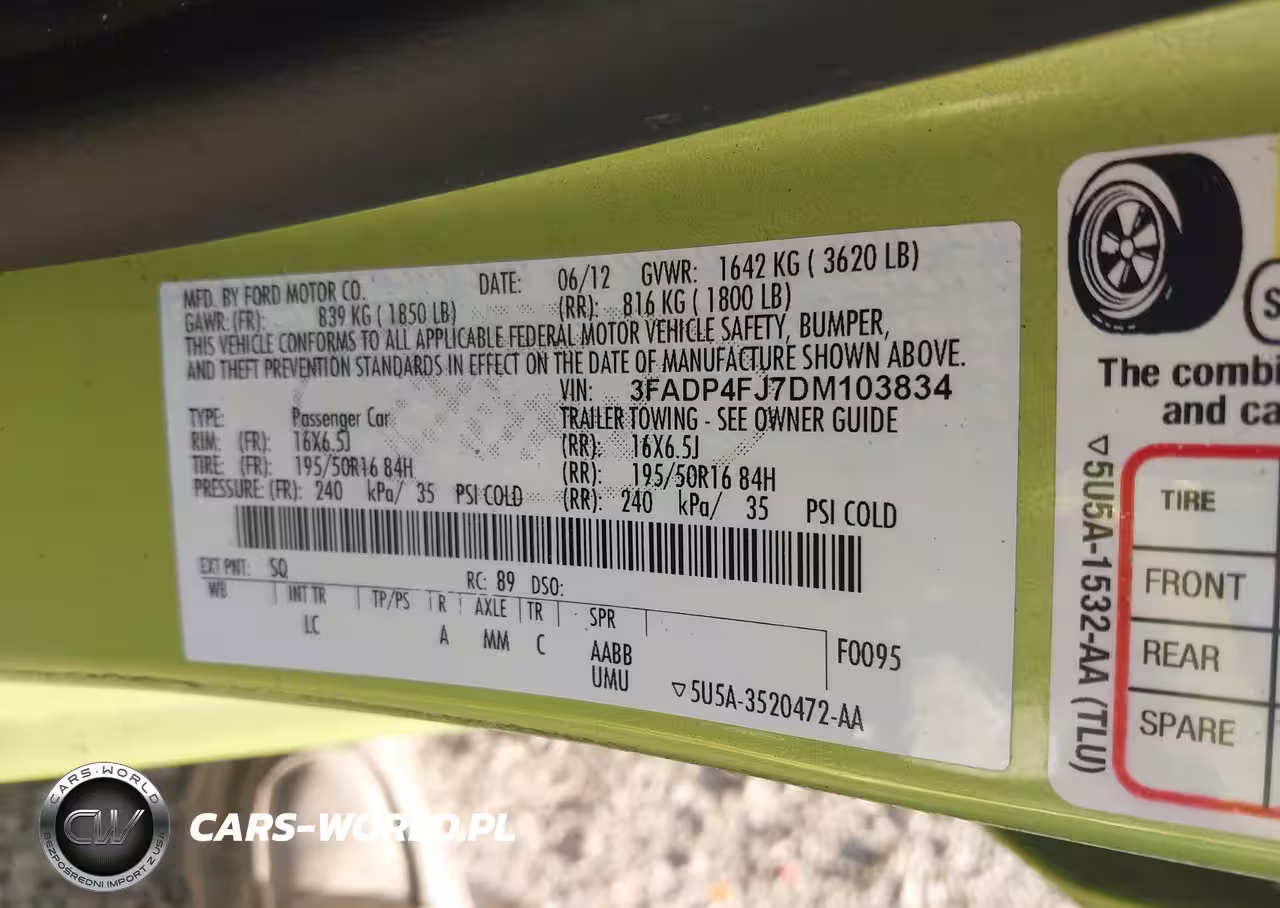 MFD. BY FORD MOTOR CO. DATE: 06/12 GVWR: 1642 KG ( 3620 LB)
GAWR: (FR): 839 KG ( 1850 LB) (RR): 816 KG ( 1800 LB)
THIS VEHICLE CONFORMS TO ALL APPLICABLE FEDERAL MOTOR VEHICLE SAFETY, BUMPER,
AND THEFT PREVENTION STANDARDS IN EFFECT ON THE DATE OF MANUFACTURE SHOWN ABOVE.
VIN: 3FADP4FJ7DM103834
TYPE: Passenger Car TRAILER TOWING - SEE OWNER GUIDE
RIM: (FR): 16X6.5J (RR): 16X6.5J
TIRE: (FR): 195/50R16 84H (RR): 195/50R16 84H
PRESSURE: (FR): 240 kPa/ 35 PSI COLD (RR): 240 kPa/ 35 PSI COLD
EXT PNT: SQ RC: 89 DSO:
WB INT TR TP/PS R AXLE TR SPR
LC A MM C AABB F0095
UMU
▽5U5A-3520472-AA
The combi
and ca
▽5U5A-1532-AA (TLU)
TIRE
FRONT
REAR
SPARE
CARS-WORLD
CW
BEZPOŚREDNI IMPORT Z USA
CARS-WORLD.PL